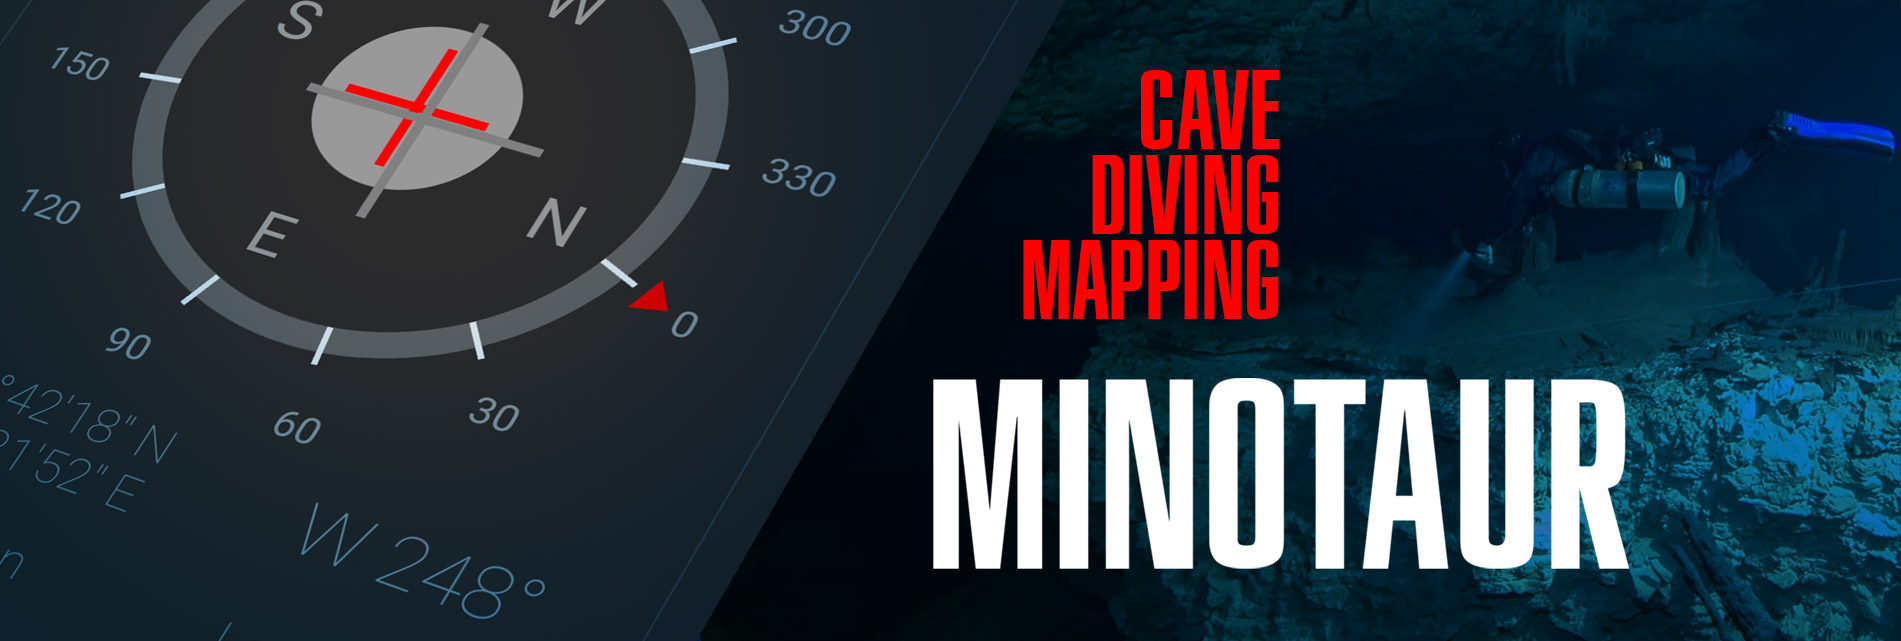 S
W
300
150
330
120
N
E
0
90
30
60
°42'18" N
1'52" E
W 248°
n
CAVE
DIVING
MAPPING
MINOTAUR